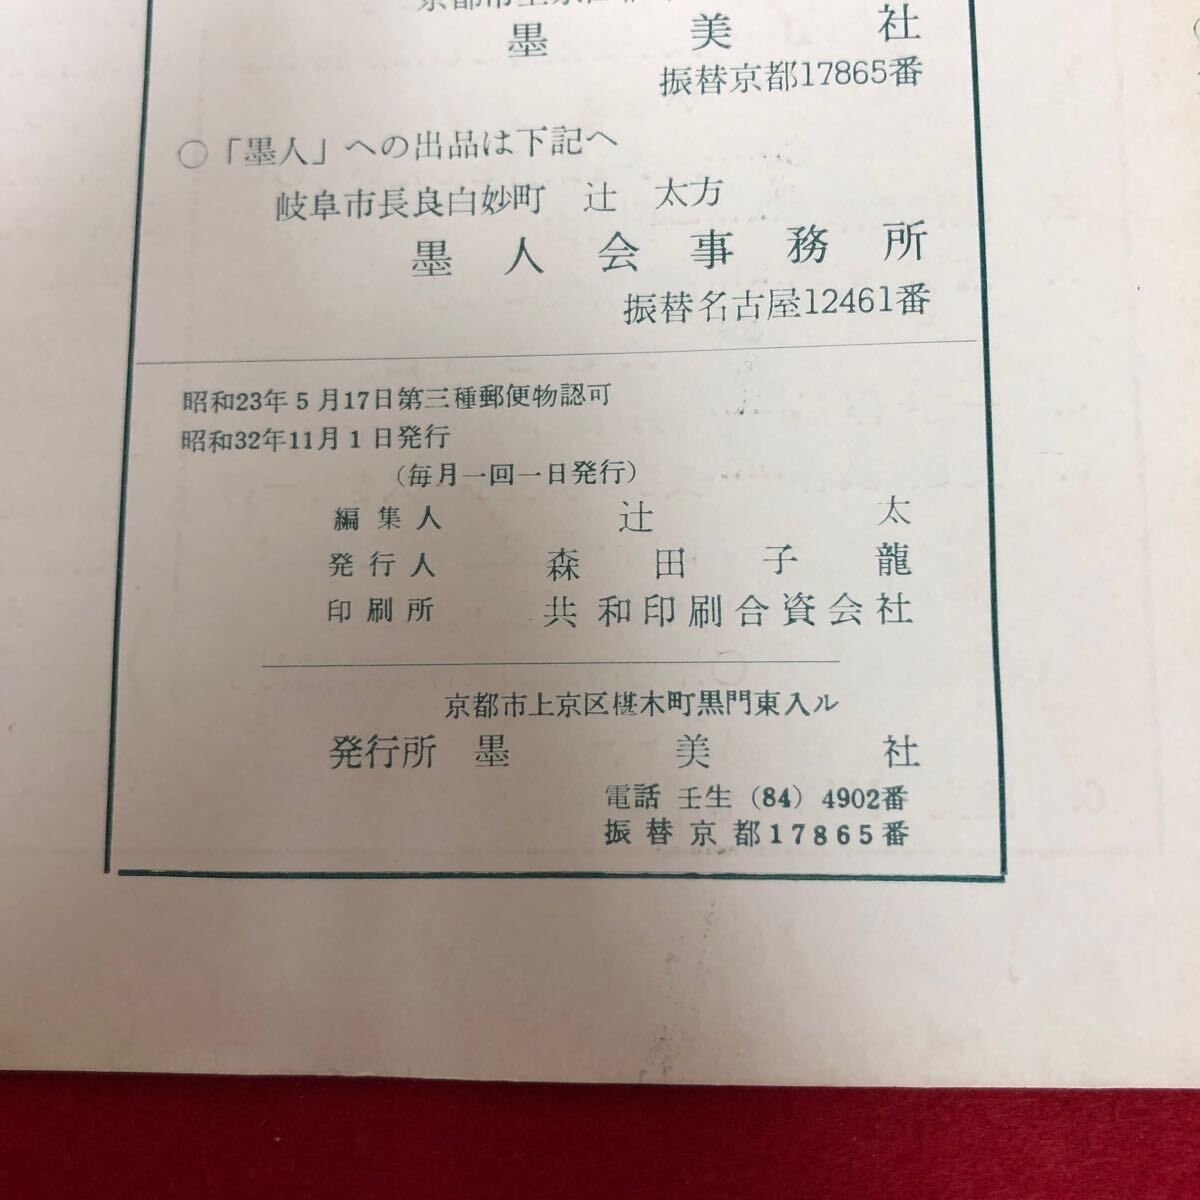 墨美社
振替京都17865番
○「墨人」への出品は下記へ
岐阜市長良白妙町 辻 太方
墨人会事務所
振替名古屋12461番
昭和23年5月17日第三種郵便物認可
昭和32年11月1日発行
(毎月一回一日発行)
編集人 辻 太
発行人 森田子龍
印刷所 共和印刷合資会社
京都市上京区椹木町黒門東入ル
発行所 墨美社
電話 壬生 (84) 4902番
振替京都17865番